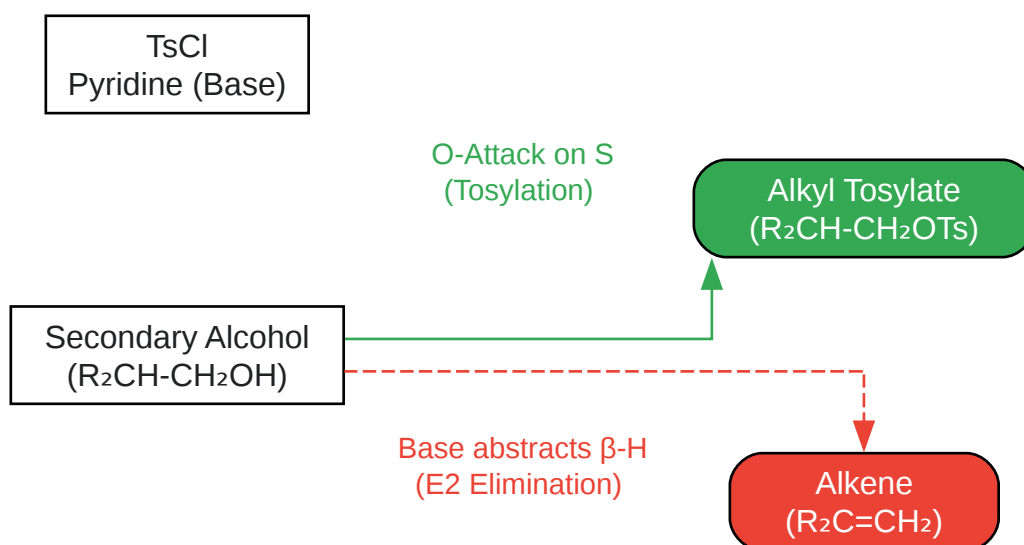 TsCl
Pyridine (Base)
O-Attack on S
(Tosylation)
Alkyl Tosylate
(R₂CH-CH₂OTs)
Secondary Alcohol
(R₂CH-CH₂OH)
Base abstracts β-H
(E2 Elimination)
Alkene
(R₂C=CH₂)